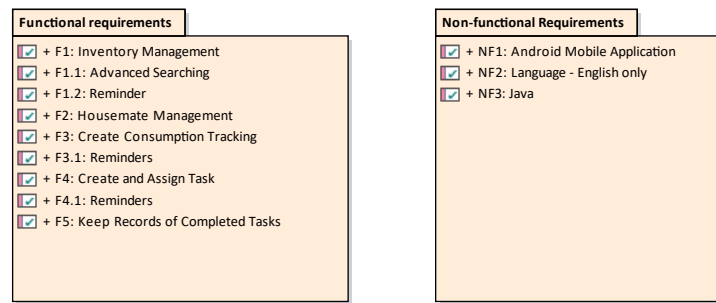 Functional requirements
+ F1: Inventory Management
+ F1.1: Advanced Searching
+ F1.2: Reminder
+ F2: Housemate Management
+ F3: Create Consumption Tracking
+ F3.1: Reminders
+ F4: Create and Assign Task
+ F4.1: Reminders
+ F5: Keep Records of Completed Tasks
Non-functional Requirements
+ NF1: Android Mobile Application
+ NF2: Language - English only
+ NF3: Java